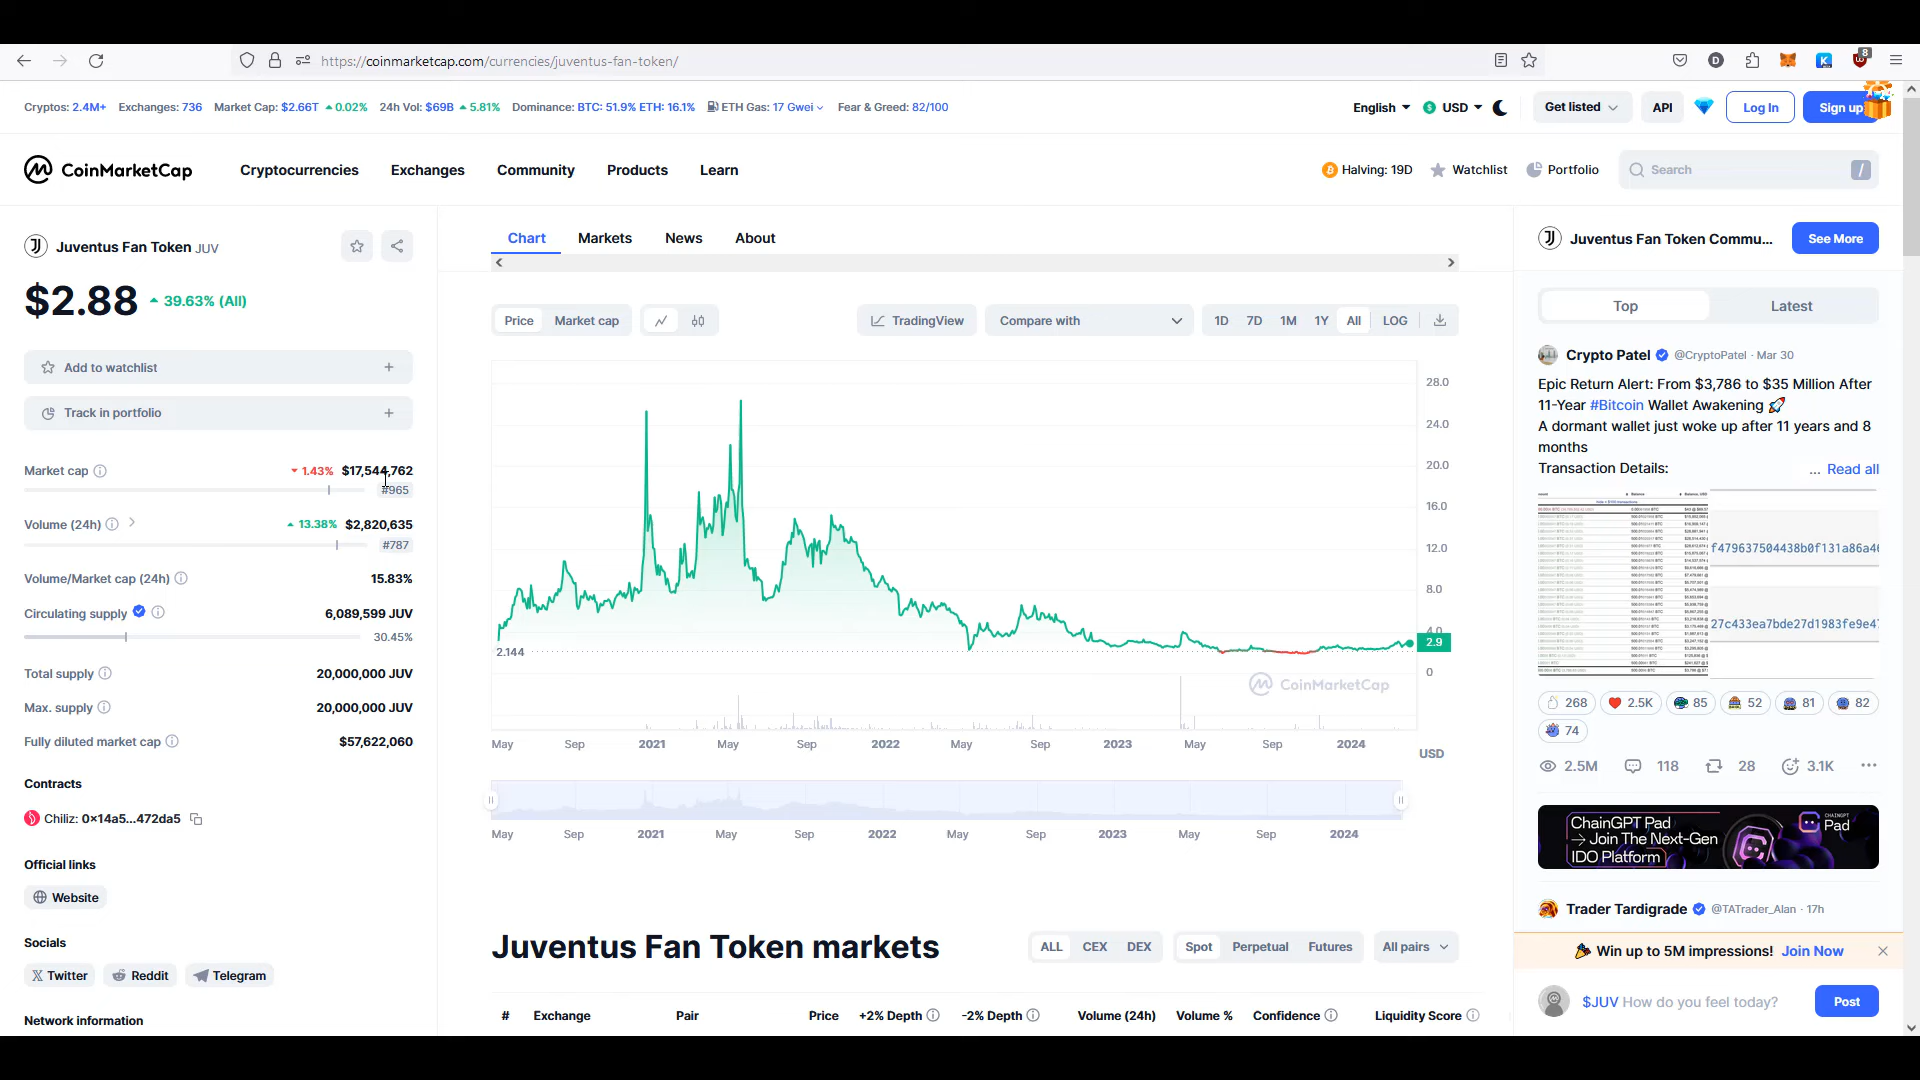 https://coinmarketcap.com/currencies/juventus-fan-token/
8
Cryptos: 2.4M+ Exchanges: 736 Market Cap: $2.66T 0.02% 24h Vol: $69B 5.81% Dominance: BTC: 51.9% ETH: 16.1% ETH Gas: 17 Gwei Fear & Greed: 82/100
English USD Get listed API Log In Sign up
CoinMarketCap Cryptocurrencies Exchanges Community Products Learn
Halving: 19D Watchlist Portfolio Search /
Juventus Fan Token JUV
$2.88 39.63% (All)
Add to watchlist +
Track in portfolio +
Market cap 1.43% $17,544,762
#965
Volume (24h) 13.38% $2,820,635
#787
Volume/Market cap (24h) 15.83%
Circulating supply 6,089,599 JUV
30.45%
Total supply 20,000,000 JUV
Max. supply 20,000,000 JUV
Fully diluted market cap $57,622,060
Contracts
Chiliz: 0x14a5...472da5
Official links
Website
Socials
Twitter Reddit Telegram
Network information
Chart Markets News About
Price Market cap TradingView Compare with 1D 7D 1M 1Y All LOG
28.0
24.0
20.0
16.0
12.0
8.0
4.0
2.9
2.144
0
CoinMarketCap
May Sep 2021 May Sep 2022 May Sep 2023 May Sep 2024
USD
May Sep 2021 May Sep 2022 May Sep 2023 May Sep 2024
Juventus Fan Token markets
ALL CEX DEX Spot Perpetual Futures All pairs
# Exchange Pair Price +2% Depth -2% Depth Volume (24h) Volume % Confidence Liquidity Score
Juventus Fan Token Commu... See More
Top Latest
Crypto Patel @CryptoPatel · Mar 30
Epic Return Alert: From $3,786 to $35 Million After
11-Year #Bitcoin Wallet Awakening
A dormant wallet just woke up after 11 years and 8
months
Transaction Details: ... Read all
268 2.5K 85 52 81 82
74
2.5M 118 28 3.1K
ChainGPT Pad
→ Join The Next-Gen
IDO Platform
CHAINGPT
Pad
Trader Tardigrade @TATrader_Alan · 17h
Win up to 5M impressions! Join Now
$JUV How do you feel today? Post